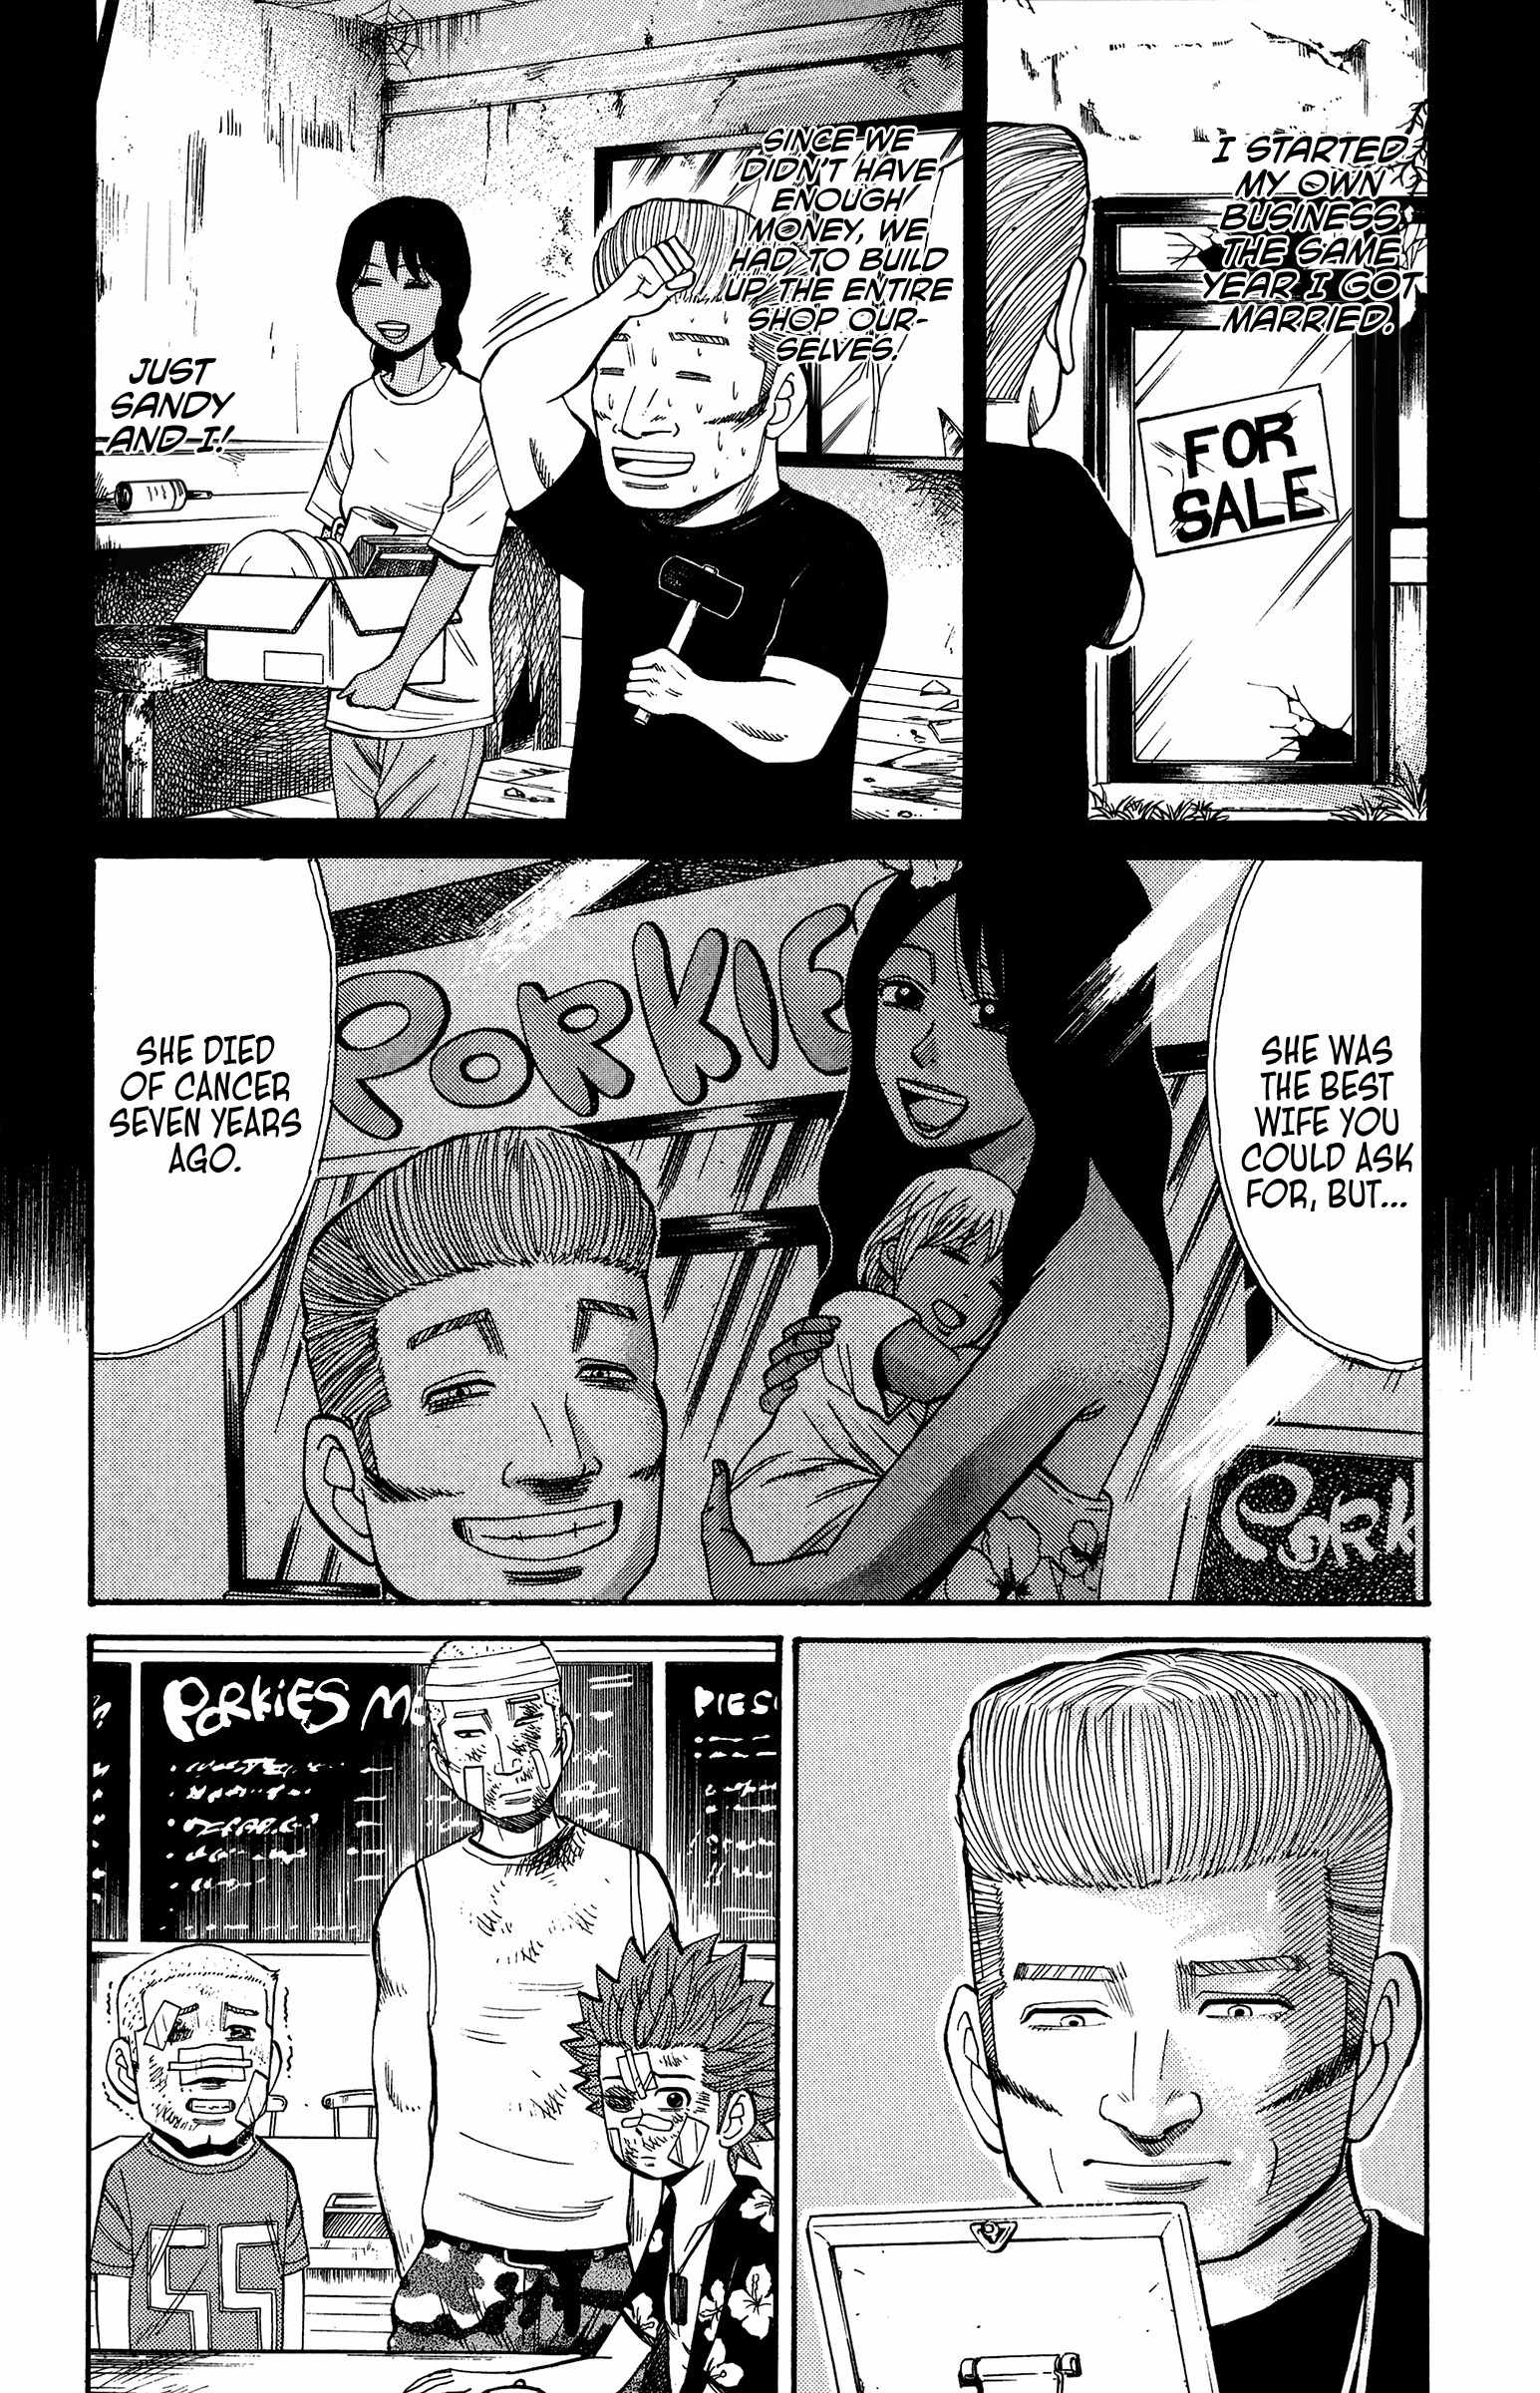 I STARTED
MY OWN
BUSINESS
THE SAME
YEAR I GOT
MARRIED.
FOR
SALE
SINCE WE
DIDN'T HAVE
ENOUGH
MONEY, WE
HAD TO BUILD
UP THE ENTIRE
SHOP OUR-
SELVES.
JUST
SANDY
AND I!
SHE WAS
THE BEST
WIFE YOU
COULD ASK
FOR, BUT...
PORKIE
PORK
SHE DIED
OF CANCER
SEVEN YEARS
AGO.
PORKIES ME
PIES
55